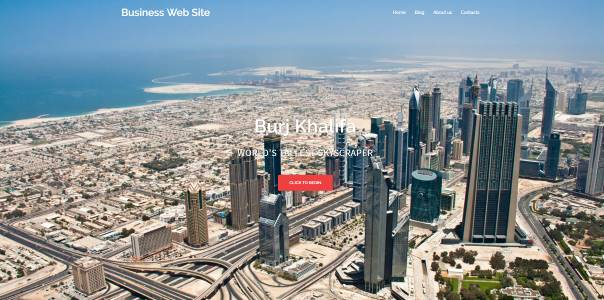 Business Web Site
Home Blog About us Contacts
Burj Khalifa
WORLD'S TALLEST SKYSCRAPER
CLICK TO BEGIN